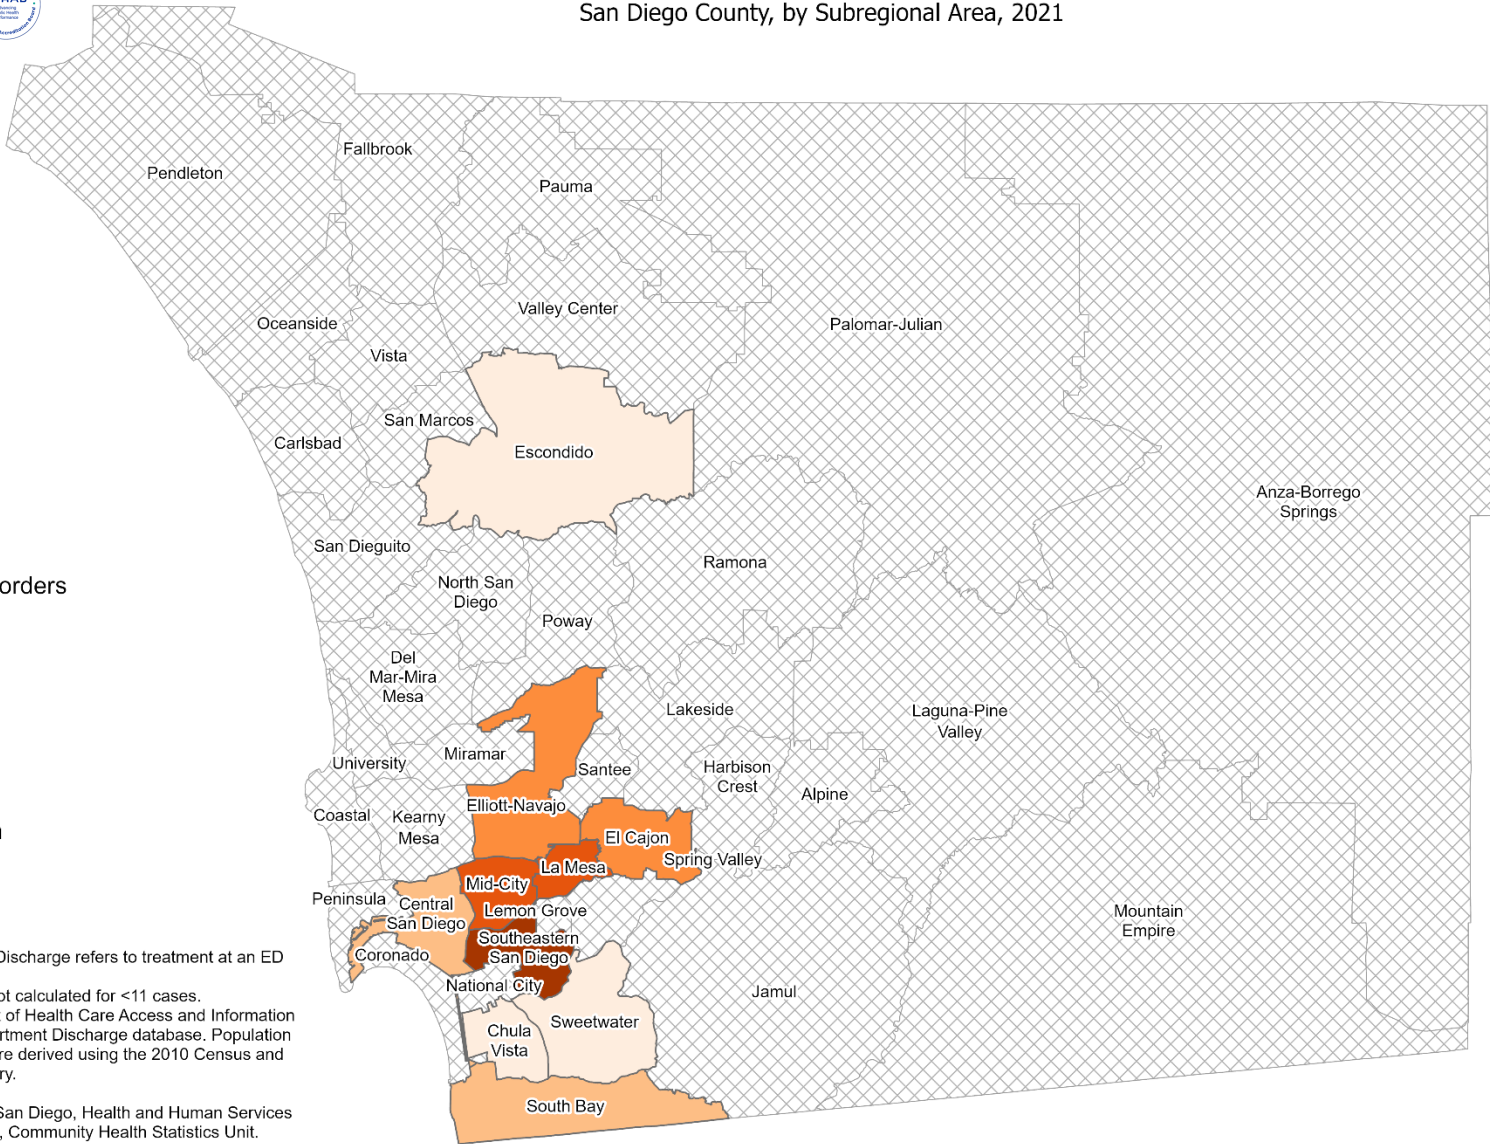 San Diego County, by Subregional Area, 2021
Fallbrook
Pendleton
Pauma
Valley Center
Oceanside
Palomar-Julian
Vista
San Marcos
Carlsbad
Escondido
Anza-Borrego
Springs
San Dieguito
Ramona
North San
Diego
orders
Poway
Del
Mar-Mira
Mesa
Lakeside
Laguna-Pine
Valley
Miramar
University
Santee
Harbison
Crest
Alpine
Elliott-Navajo
Coastal
Kearny
Mesa
El Cajon
Spring Valley
La Mesa
Mid-City
Peninsula
Central
San Diego
Lemon Grove
Mountain
Empire
Southeastern
San Diego
Coronado
National City
Jamul
Sweetwater
Chula
Vista
South Bay
Discharge refers to treatment at an ED
ot calculated for <11 cases.
of Health Care Access and Information
rtment Discharge database. Population
re derived using the 2010 Census and
ry.
San Diego, Health and Human Services
, Community Health Statistics Unit.